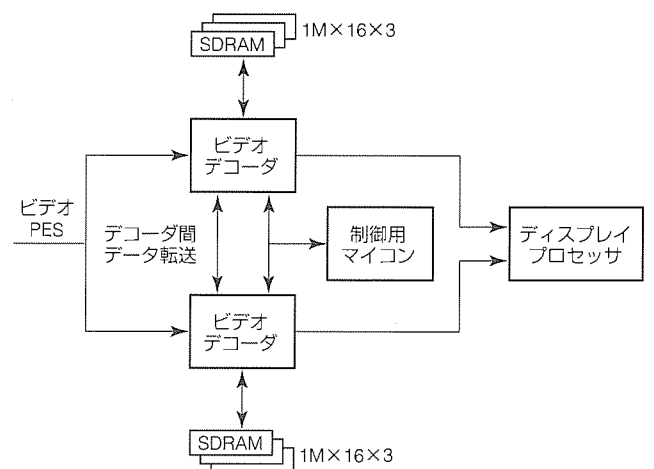 SDRAM
1M×16×3
ビデオ
デコーダ
ビデオ
PES
デコーダ間
データ転送
制御用
マイコン
ディスプレイ
プロセッサ
ビデオ
デコーダ
SDRAM
1M×16×3